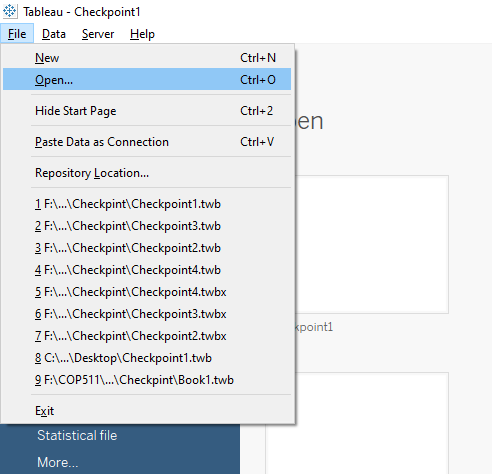 Tableau - Checkpoint1
File Data Server Help
New Ctrl+N
Open... Ctrl+O
Hide Start Page Ctrl+2
Paste Data as Connection Ctrl+V
Repository Location...
1 F:\...\Checkpint\Checkpoint1.twb
2 F:\...\Checkpint\Checkpoint3.twb
3 F:\...\Checkpint\Checkpoint2.twb
4 F:\...\Checkpint\Checkpoint4.twb
5 F:\...\Checkpint\Checkpoint4.twbx
6 F:\...\Checkpint\Checkpoint3.twbx
7 F:\...\Checkpint\Checkpoint2.twbx
8 C:\...\Desktop\Checkpoint1.twb
9 F:\COP511\...\Checkpint\Book1.twb
Exit
pen
kpoint1
Statistical file
More...